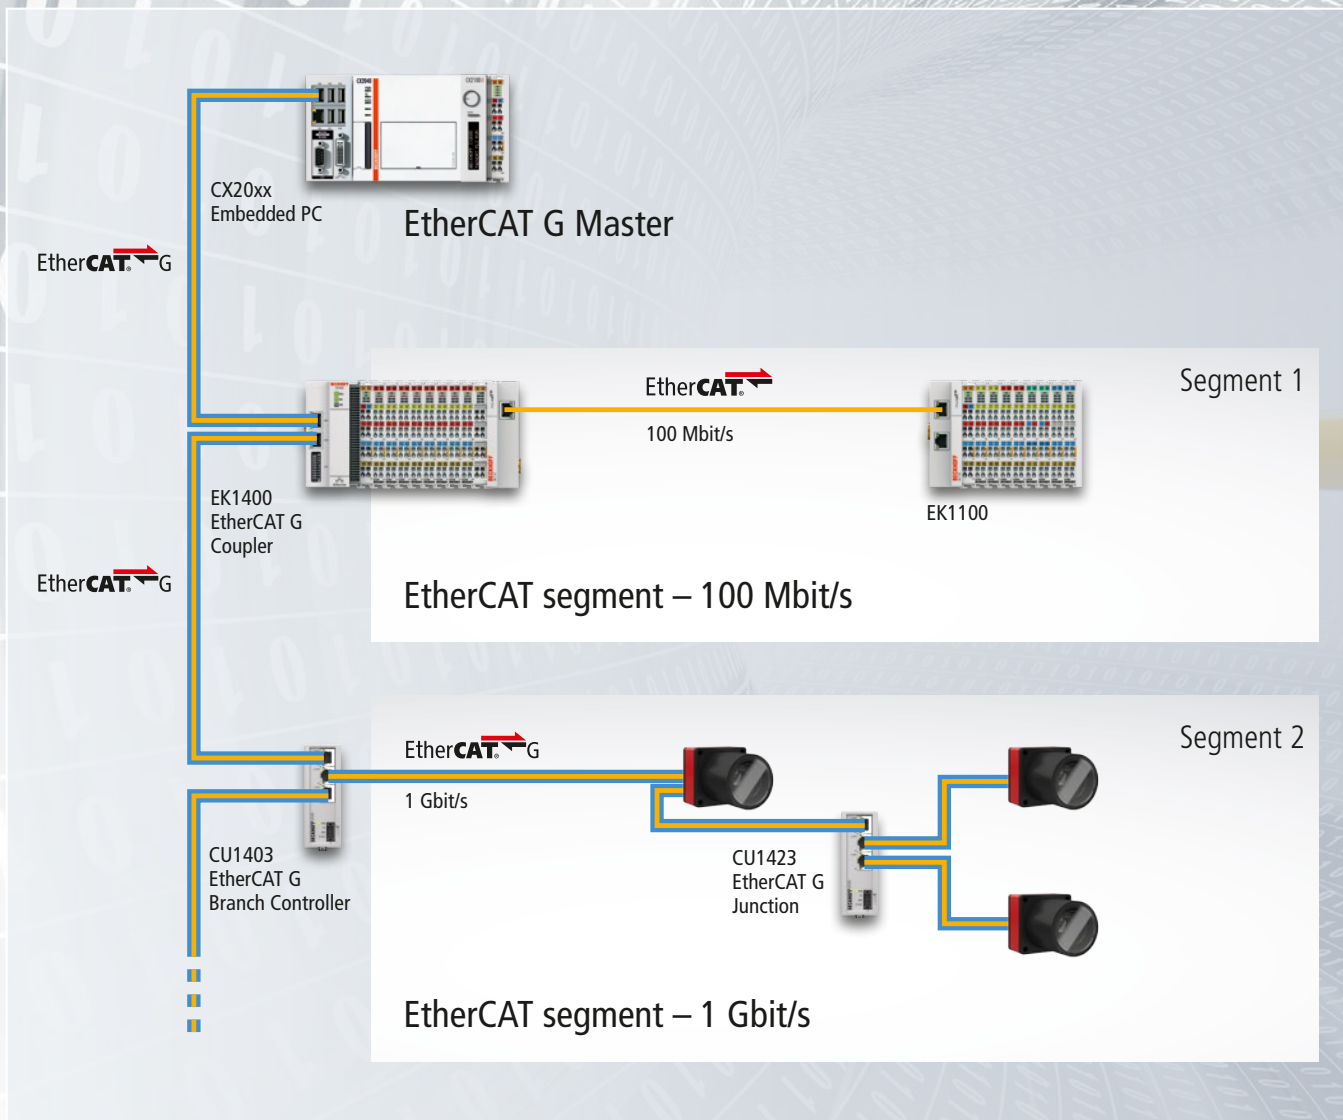 CX20xx
Embedded PC
EtherCAT G Master
EtherCAT® G
Segment 1
EtherCAT®
100 Mbit/s
EK1400
EtherCAT G
Coupler
EK1100
EtherCAT® G
EtherCAT segment – 100 Mbit/s
Segment 2
EtherCAT® G
1 Gbit/s
CU1403
EtherCAT G
Branch Controller
CU1423
EtherCAT G
Junction
EtherCAT segment – 1 Gbit/s